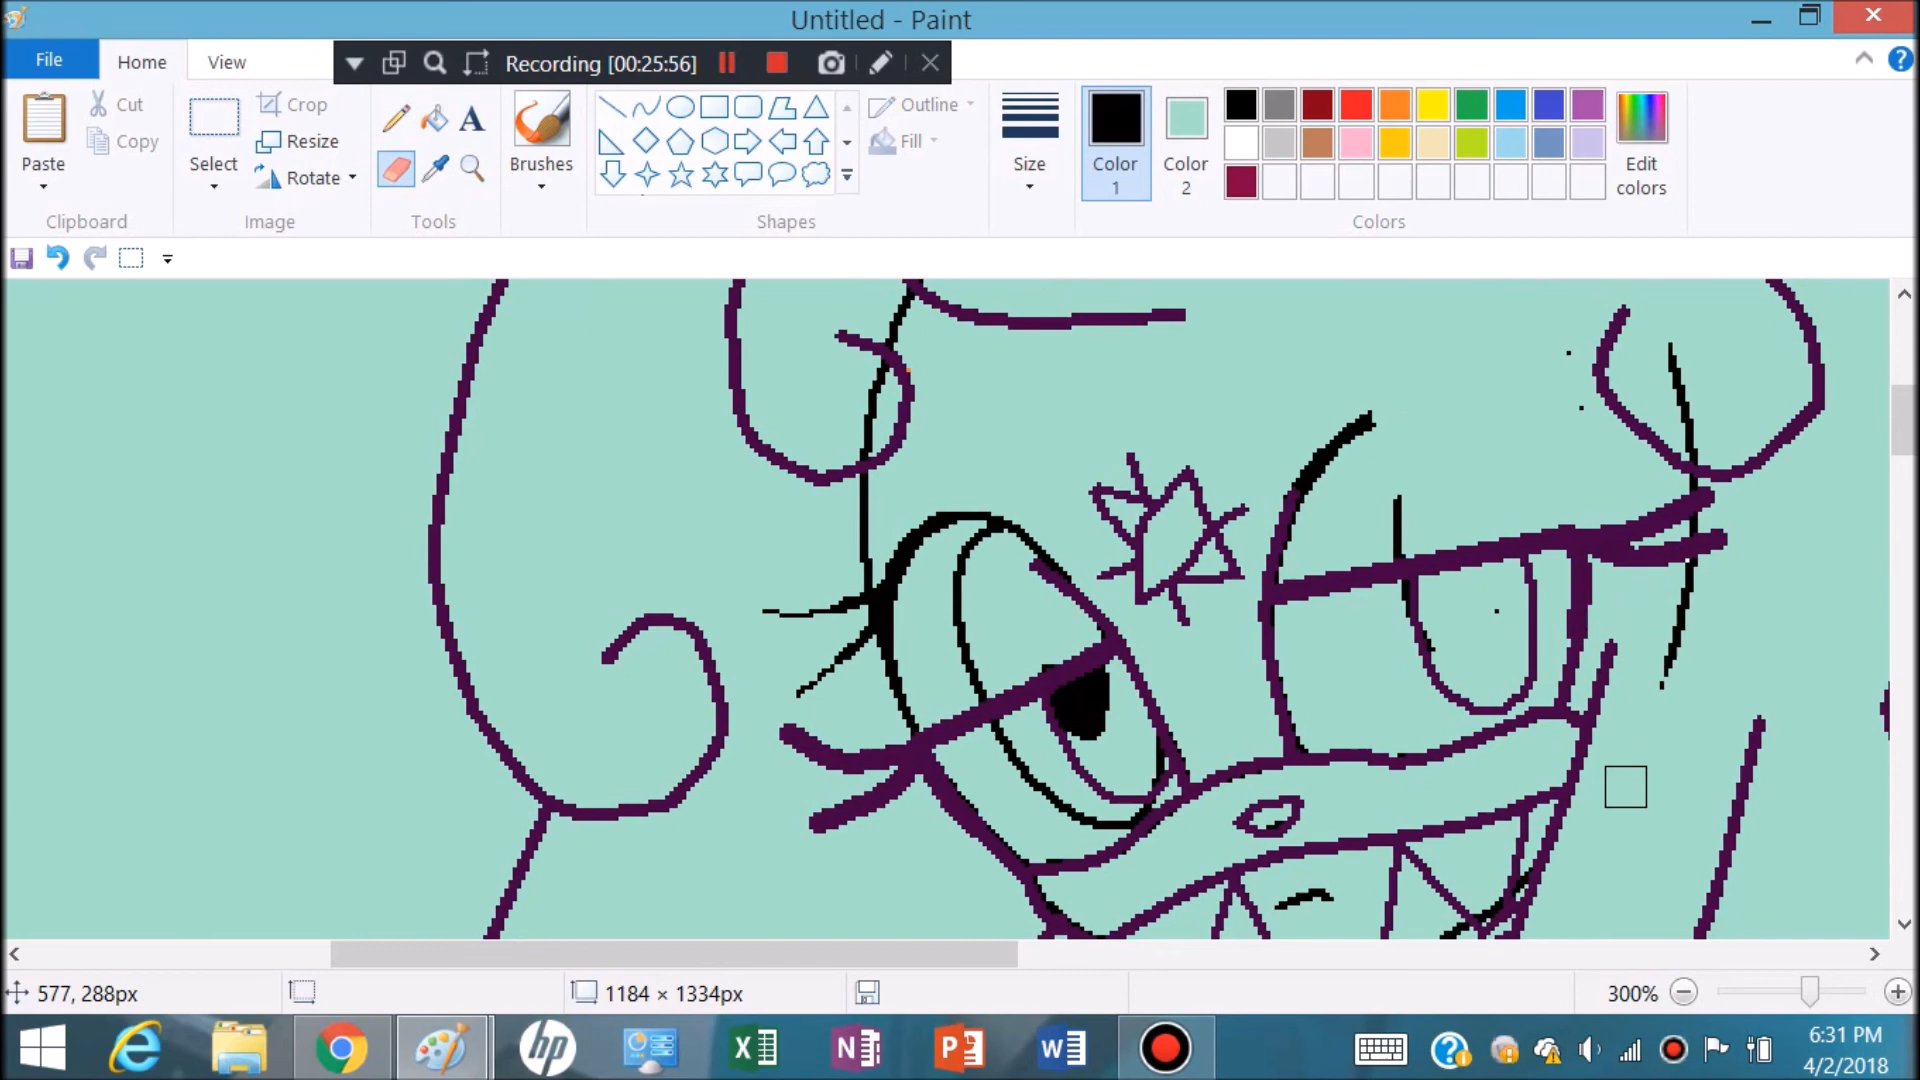 Untitled - Paint
File
Home
View
Recording [00:25:56]
Paste
Cut
Copy
Clipboard
Select
Crop
Resize
Rotate
Image
A
Tools
Brushes
Outline
Fill
Shapes
Size
Color 1
Color 2
Edit colors
Colors
577, 288px
1184 × 1334px
300%
hp
X
N
P
W
6:31 PM
4/2/2018